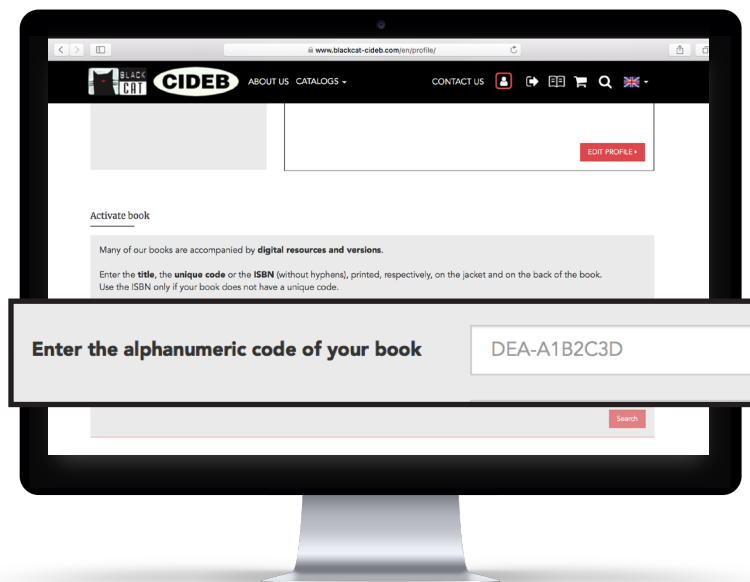 www.blackcat-cideb.com/en/profile/
BLACK CAT CIDEB ABOUT US CATALOGS CONTACT US
EDIT PROFILE
Activate book
Many of our books are accompanied by digital resources and versions.
Enter the title, the unique code or the ISBN (without hyphens), printed, respectively, on the jacket and on the back of the book.
Use the ISBN only if your book does not have a unique code.
Enter the alphanumeric code of your book DEA-A1B2C3D
Search